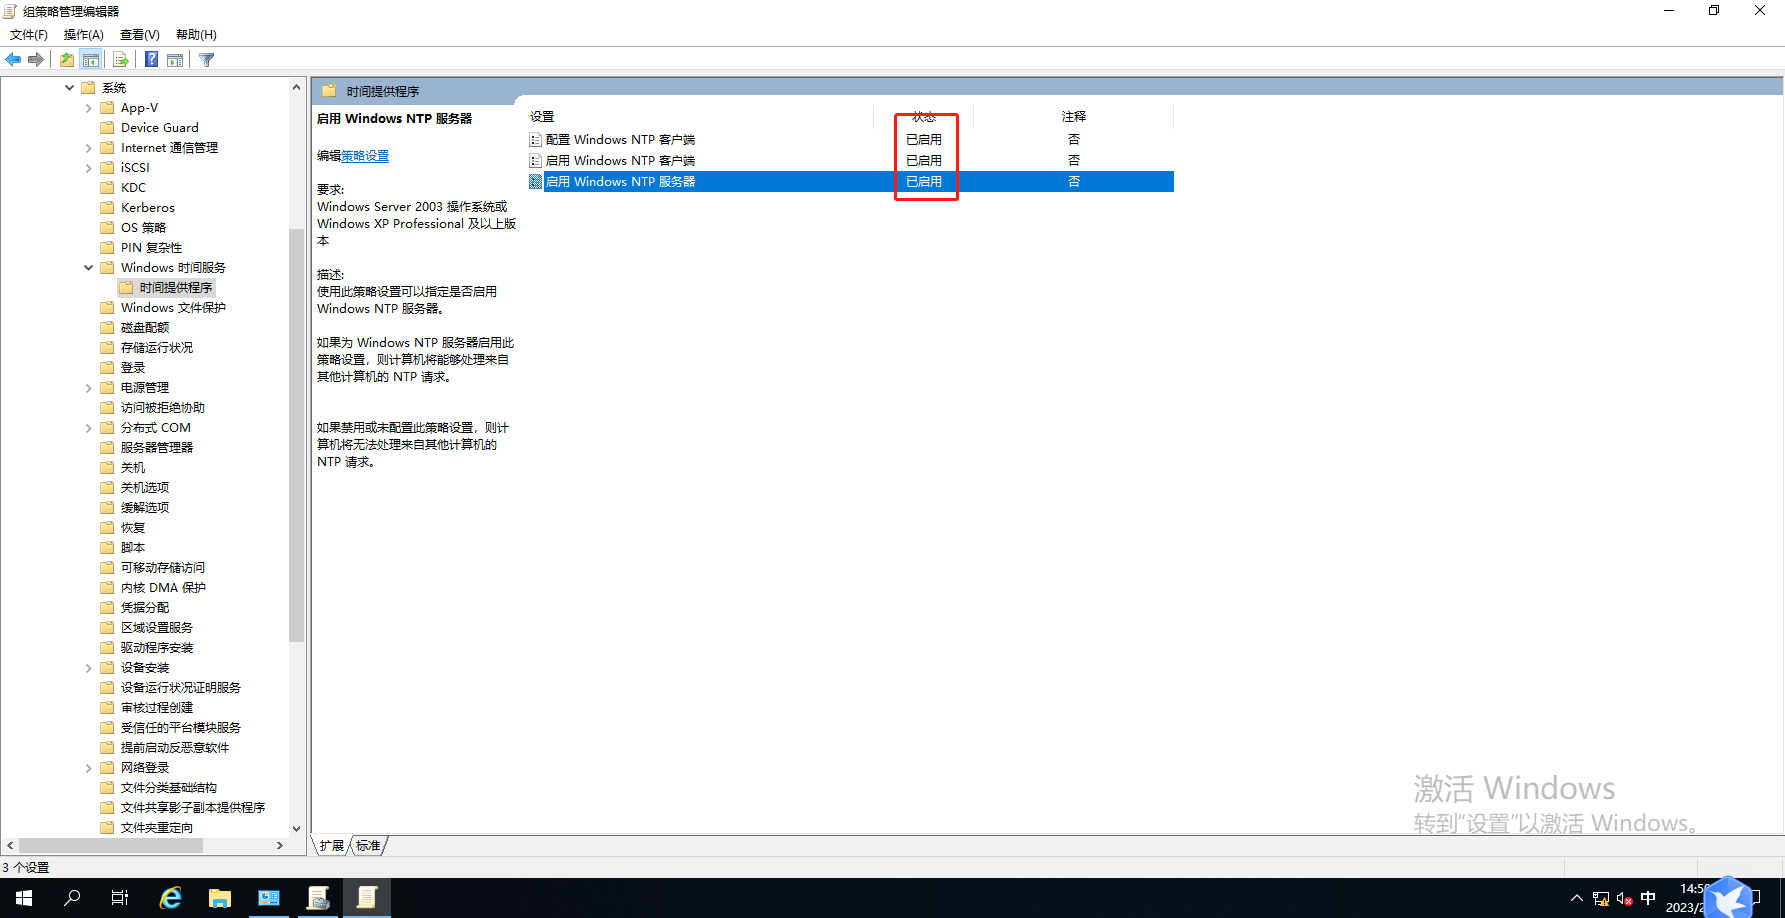 组策略管理编辑器
文件(F) 操作(A) 查看(V) 帮助(H)
系统
App-V
Device Guard
Internet 通信管理
iSCSI
KDC
Kerberos
OS 策略
PIN 复杂性
Windows 时间服务
时间提供程序
Windows 文件保护
磁盘配额
存储运行状况
登录
电源管理
访问被拒绝协助
分布式 COM
服务器管理器
关机
关机选项
缓解选项
恢复
脚本
可移动存储访问
内核 DMA 保护
凭据分配
区域设置服务
驱动程序安装
设备安装
设备运行状况证明服务
审核过程创建
受信任的平台模块服务
提前启动反恶意软件
网络登录
文件分类基础结构
文件共享影子副本提供程序
文件夹重定向
时间提供程序
启用 Windows NTP 服务器
编辑策略设置
要求:
Windows Server 2003 操作系统或
Windows XP Professional 及以上版
本
描述:
使用此策略设置可以指定是否启用
Windows NTP 服务器。
如果为 Windows NTP 服务器启用此
策略设置，则计算机将能够处理来自
其他计算机的 NTP 请求。
如果禁用或未配置此策略设置，则计
算机将无法处理来自其他计算机的
NTP 请求。
设置 状态 注释
配置 Windows NTP 客户端 已启用 否
启用 Windows NTP 客户端 已启用 否
启用 Windows NTP 服务器 已启用 否
激活 Windows
转到“设置”以激活 Windows。
扩展 标准
3 个设置
中
14:5
2023/2